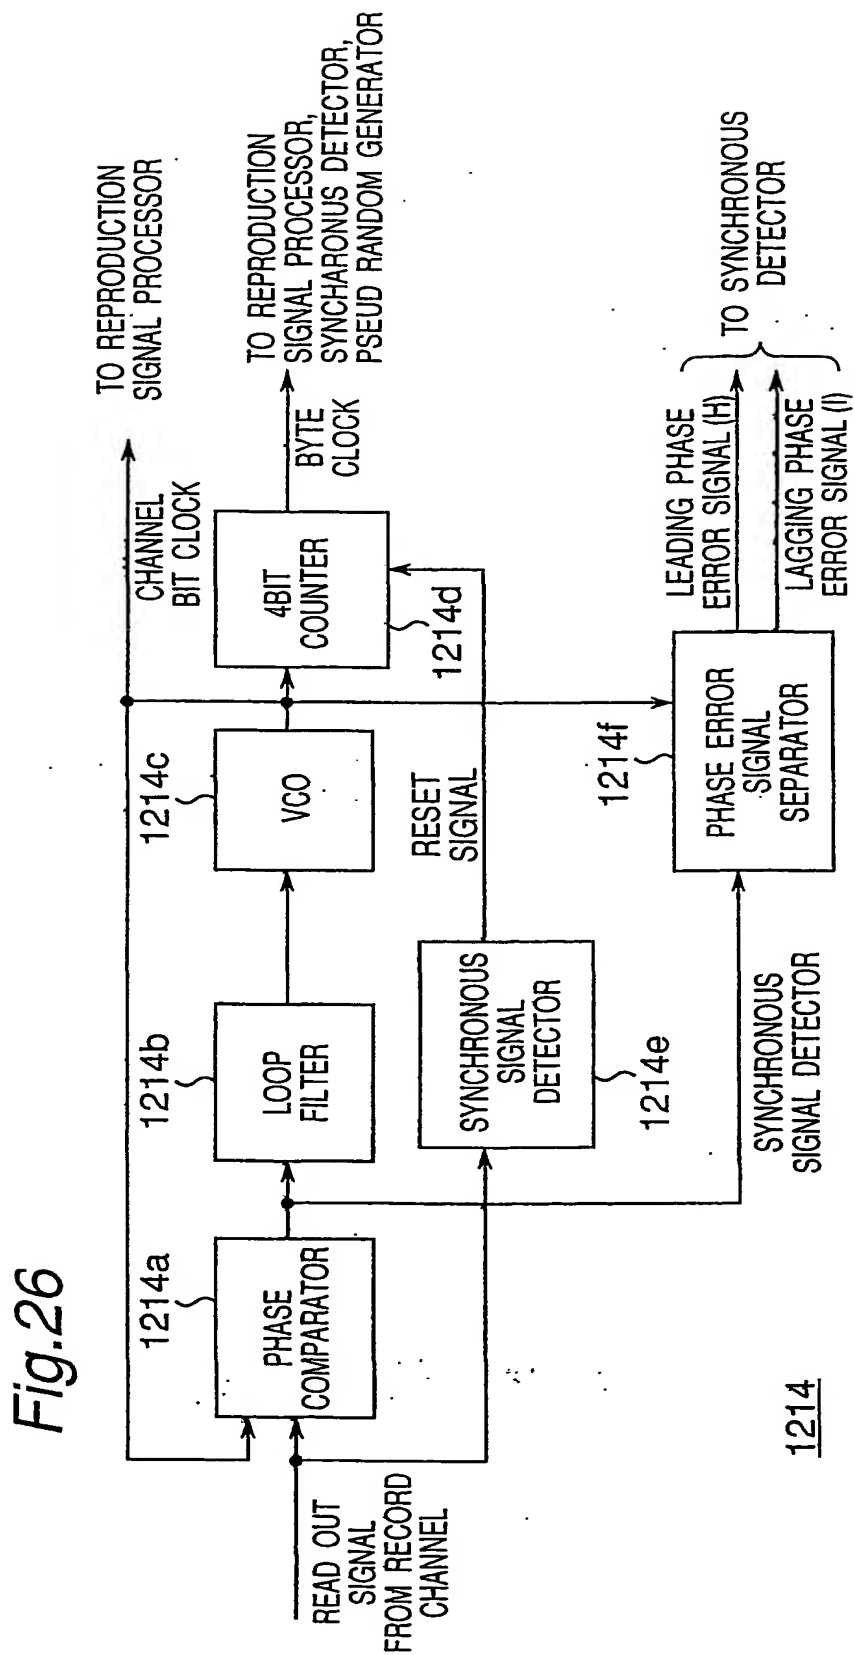 Fig.26
TO REPRODUCTION
SIGNAL PROCESSOR
CHANNEL
BIT CLOCK
TO REPRODUCTION
SIGNAL PROCESSOR,
SYNCHARONUS DETECTOR,
PSEUD RANDOM GENERATOR
BYTE
CLOCK
1214a
PHASE
COMPARATOR
1214b
LOOP
FILTER
1214c
VCO
4BIT
COUNTER
1214d
READ OUT
SIGNAL
FROM RECORD
CHANNEL
SYNCHRONOUS
SIGNAL
DETECTOR
1214e
RESET
SIGNAL
1214f
PHASE ERROR
SIGNAL
SEPARATOR
SYNCHRONOUS
SIGNAL DETECTOR
LEADING PHASE
ERROR SIGNAL(H)
LAGGING PHASE
ERROR SIGNAL(I)
TO SYNCHRONOUS
DETECTOR
1214